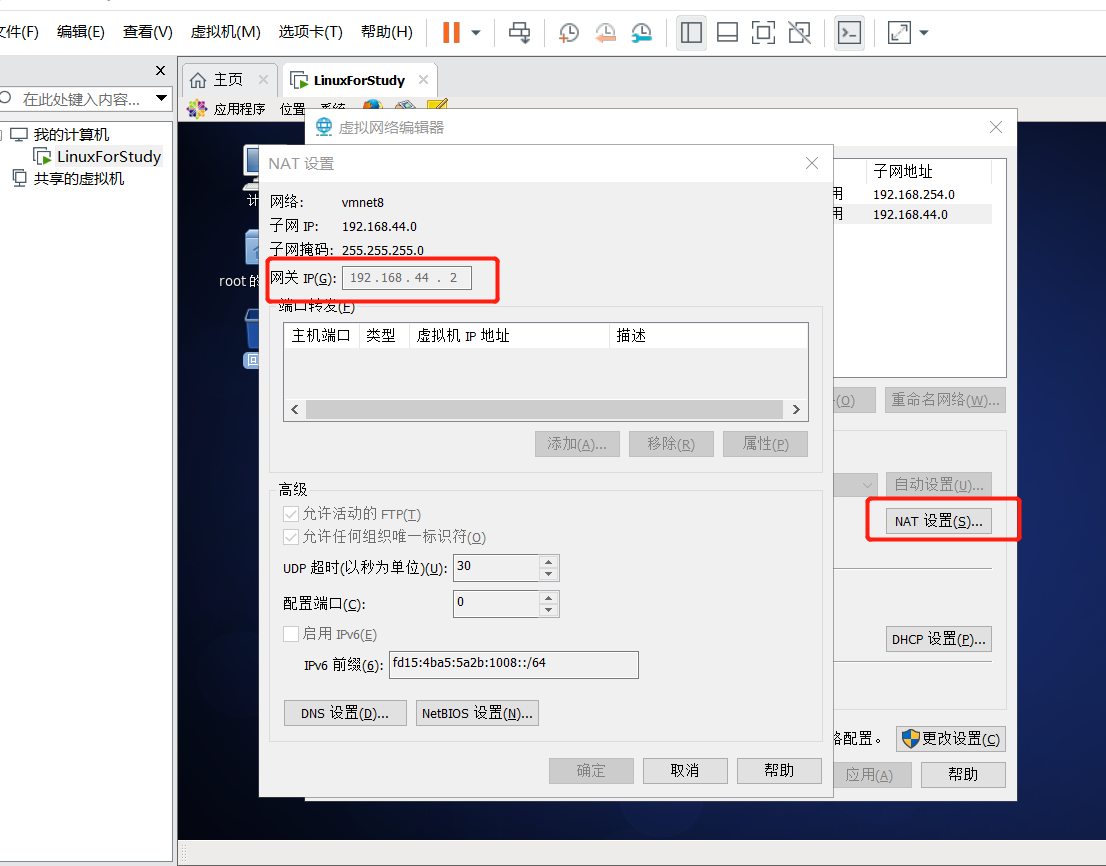 文件(F) 编辑(E) 查看(V) 虚拟机(M) 选项卡(T) 帮助(H)
在此处键入内容...
主页
LinuxForStudy
应用程序 位置 系统
我的计算机
LinuxForStudy
共享的虚拟机
计
root 的
回
虚拟网络编辑器
子网地址
用 192.168.254.0
用 192.168.44.0
重命名网络(W)...
(O)
自动设置(U)...
NAT 设置(S)...
DHCP 设置(P)...
络配置。
更改设置(C)
应用(A)
帮助
NAT 设置
网络: vmnet8
子网 IP: 192.168.44.0
子网掩码: 255.255.255.0
网关 IP(G): 192 . 168 . 44 . 2
端口转发(F)
主机端口 类型 虚拟机 IP 地址 描述
添加(A)... 移除(R) 属性(P)
高级
允许活动的 FTP(T)
允许任何组织唯一标识符(O)
UDP 超时(以秒为单位)(U): 30
配置端口(C): 0
启用 IPv6(E)
IPv6 前缀(6): fd15:4ba5:5a2b:1008::/64
DNS 设置(D)... NetBIOS 设置(N)...
确定 取消 帮助